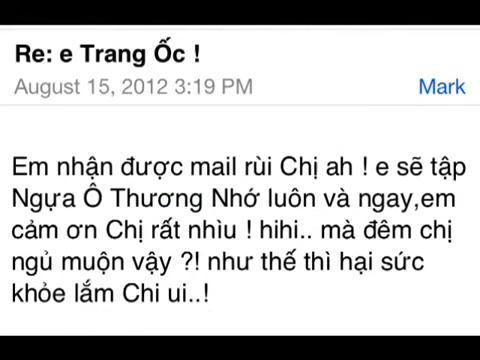 Re: e Trang Ốc !
August 15, 2012 3:19 PM
Mark
Em nhận được mail rùi Chị ah ! e sẽ tập
Ngựa Ô Thương Nhớ luôn và ngay,em
cảm ơn Chị rất nhìu ! hihi.. mà đêm chị
ngủ muộn vậy ?! như thế thì hại sức
khỏe lắm Chi ui..!